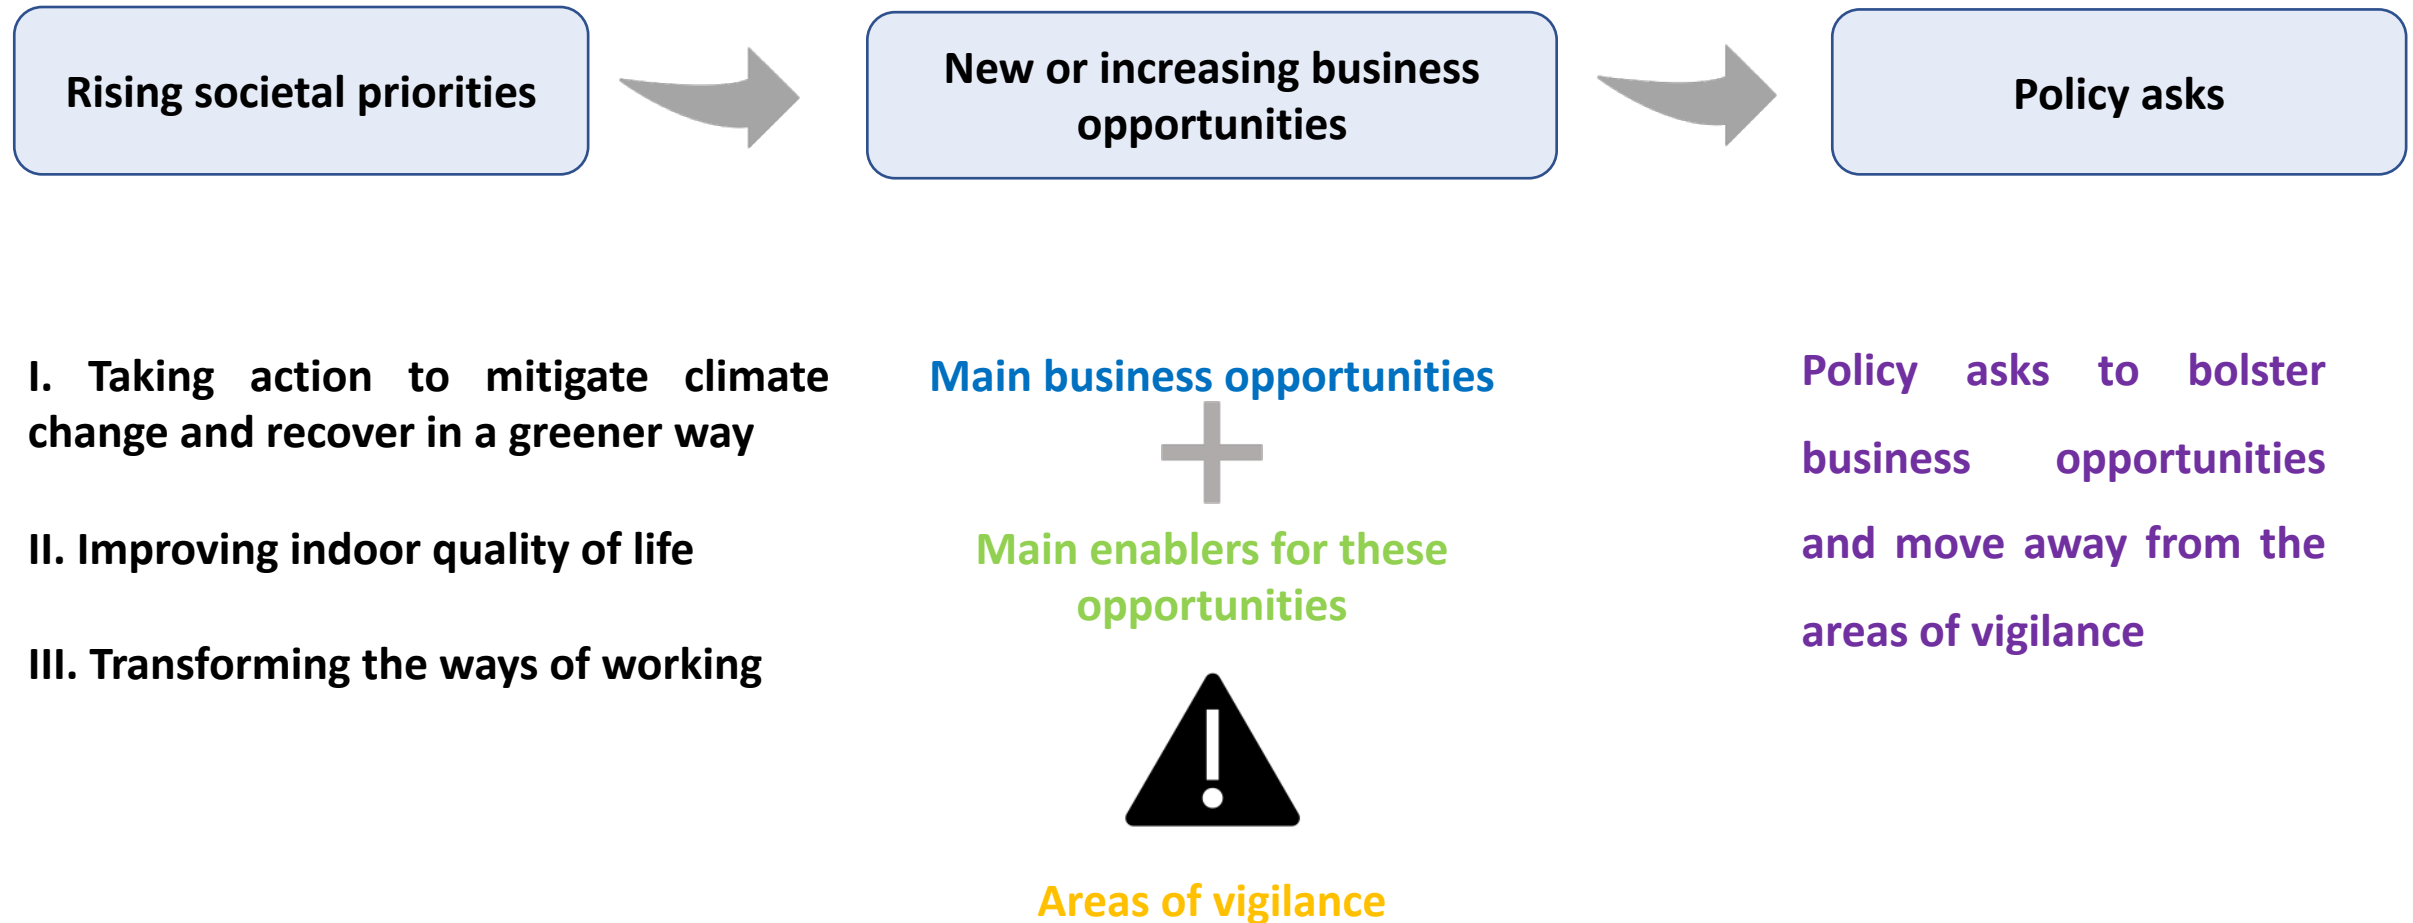 Rising societal priorities
New or increasing business
opportunities
Policy asks
I. Taking action to mitigate climate
change and recover in a greener way
II. Improving indoor quality of life
III. Transforming the ways of working
Main business opportunities
Main enablers for these
opportunities
Areas of vigilance
Policy asks to bolster
business opportunities
and move away from the
areas of vigilance